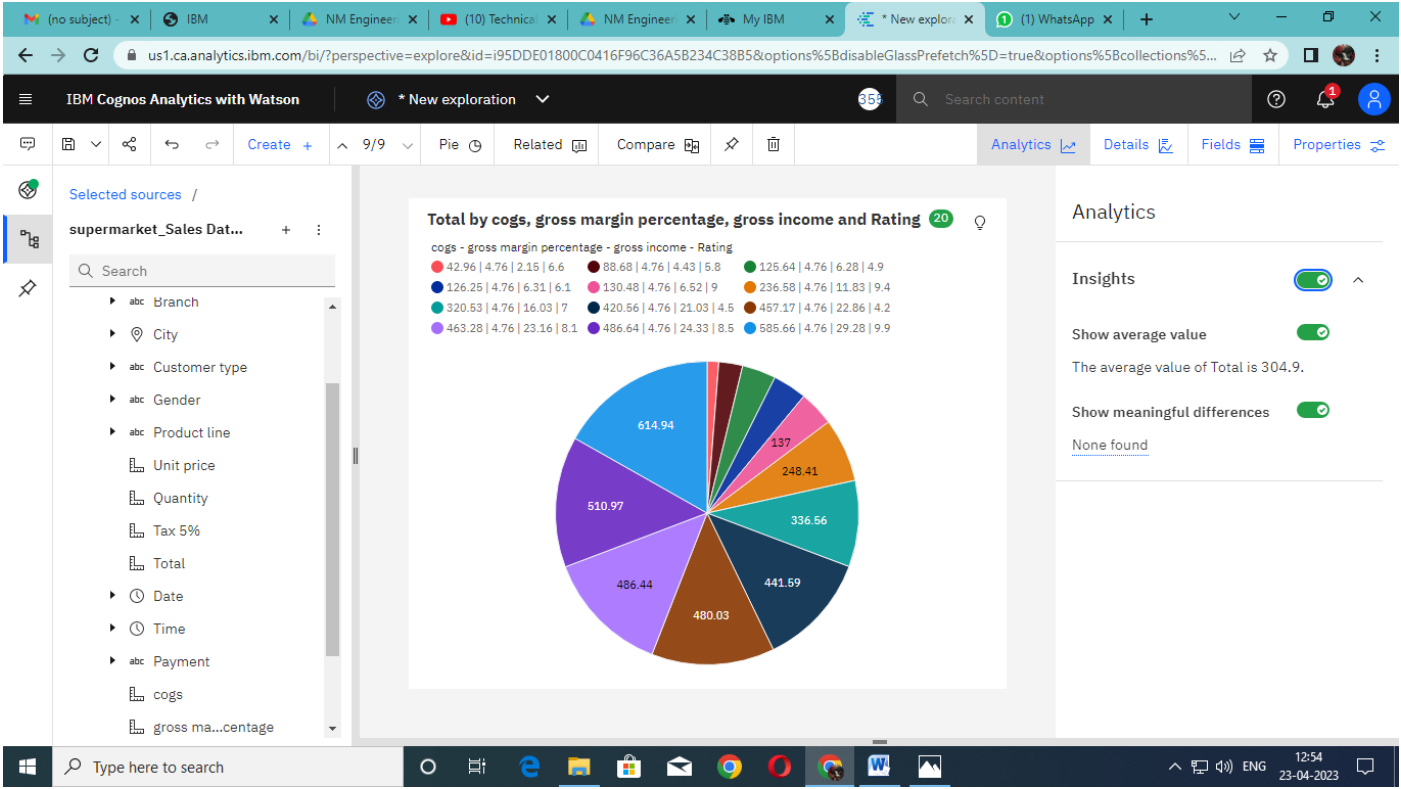 (no subject) -
IBM
NM Engineer
(10) Technical
NM Engineer
My IBM
* New explora
(1) WhatsApp
us1.ca.analytics.ibm.com/bi/?perspective=explore&id=i95DDE01800C0416F96C36A5B234C38B5&options%5BdisableGlassPrefetch%5D=true&options%5Bcollections%5...
IBM Cognos Analytics with Watson
* New exploration
355
Search content
1
Create +
9/9
Pie
Related
Compare
Analytics
Details
Fields
Properties
Selected sources /
supermarket_Sales Dat...
Search
abc Branch
City
abc Customer type
abc Gender
abc Product line
Unit price
Quantity
Tax 5%
Total
Date
Time
abc Payment
cogs
gross ma...centage
Total by cogs, gross margin percentage, gross income and Rating 20
cogs - gross margin percentage - gross income - Rating
42.96 | 4.76 | 2.15 | 6.6
88.68 | 4.76 | 4.43 | 5.8
125.64 | 4.76 | 6.28 | 4.9
126.25 | 4.76 | 6.31 | 6.1
130.48 | 4.76 | 6.52 | 9
236.58 | 4.76 | 11.83 | 9.4
320.53 | 4.76 | 16.03 | 7
420.56 | 4.76 | 21.03 | 4.5
457.17 | 4.76 | 22.86 | 4.2
463.28 | 4.76 | 23.16 | 8.1
486.64 | 4.76 | 24.33 | 8.5
585.66 | 4.76 | 29.28 | 9.9
614.94
137
248.41
510.97
336.56
486.44
441.59
480.03
Analytics
Insights
Show average value
The average value of Total is 304.9.
Show meaningful differences
None found
Type here to search
ENG
12:54
23-04-2023